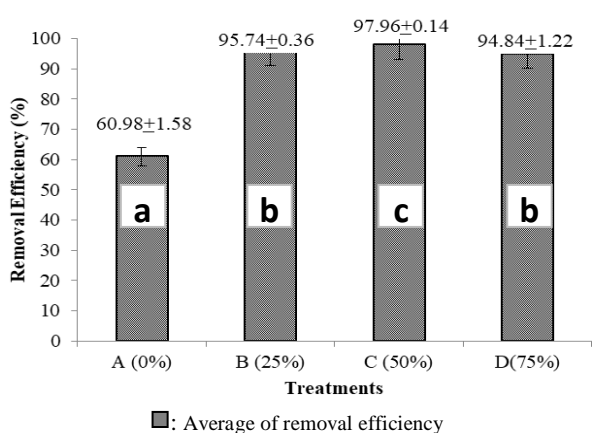 97.96±0.14
95.74±0.36
94.84±1.22
60.98±1.58
Removal Efficiency (%)
100
90
80
70
60
50
40
30
20
10
0
a
b
c
b
A (0%)
B (25%)
C (50%)
D(75%)
Treatments
: Average of removal efficiency